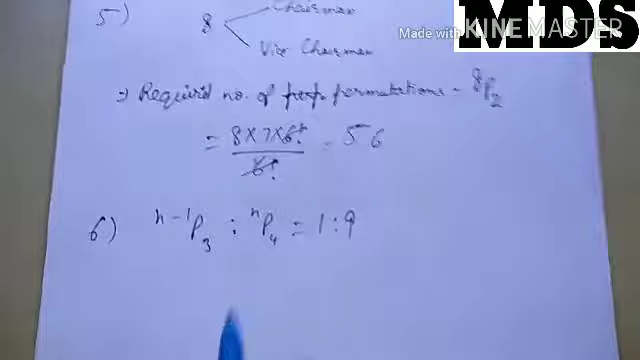 MDS
Made with KINEMASTER
5) 8 Chairman
Vice Chairman
⇒ Required no. of permutations = ⁸P₂
= 8×7×6! / 6! = 56
6) ⁿ⁻¹P₃ : ⁿP₄ = 1:9